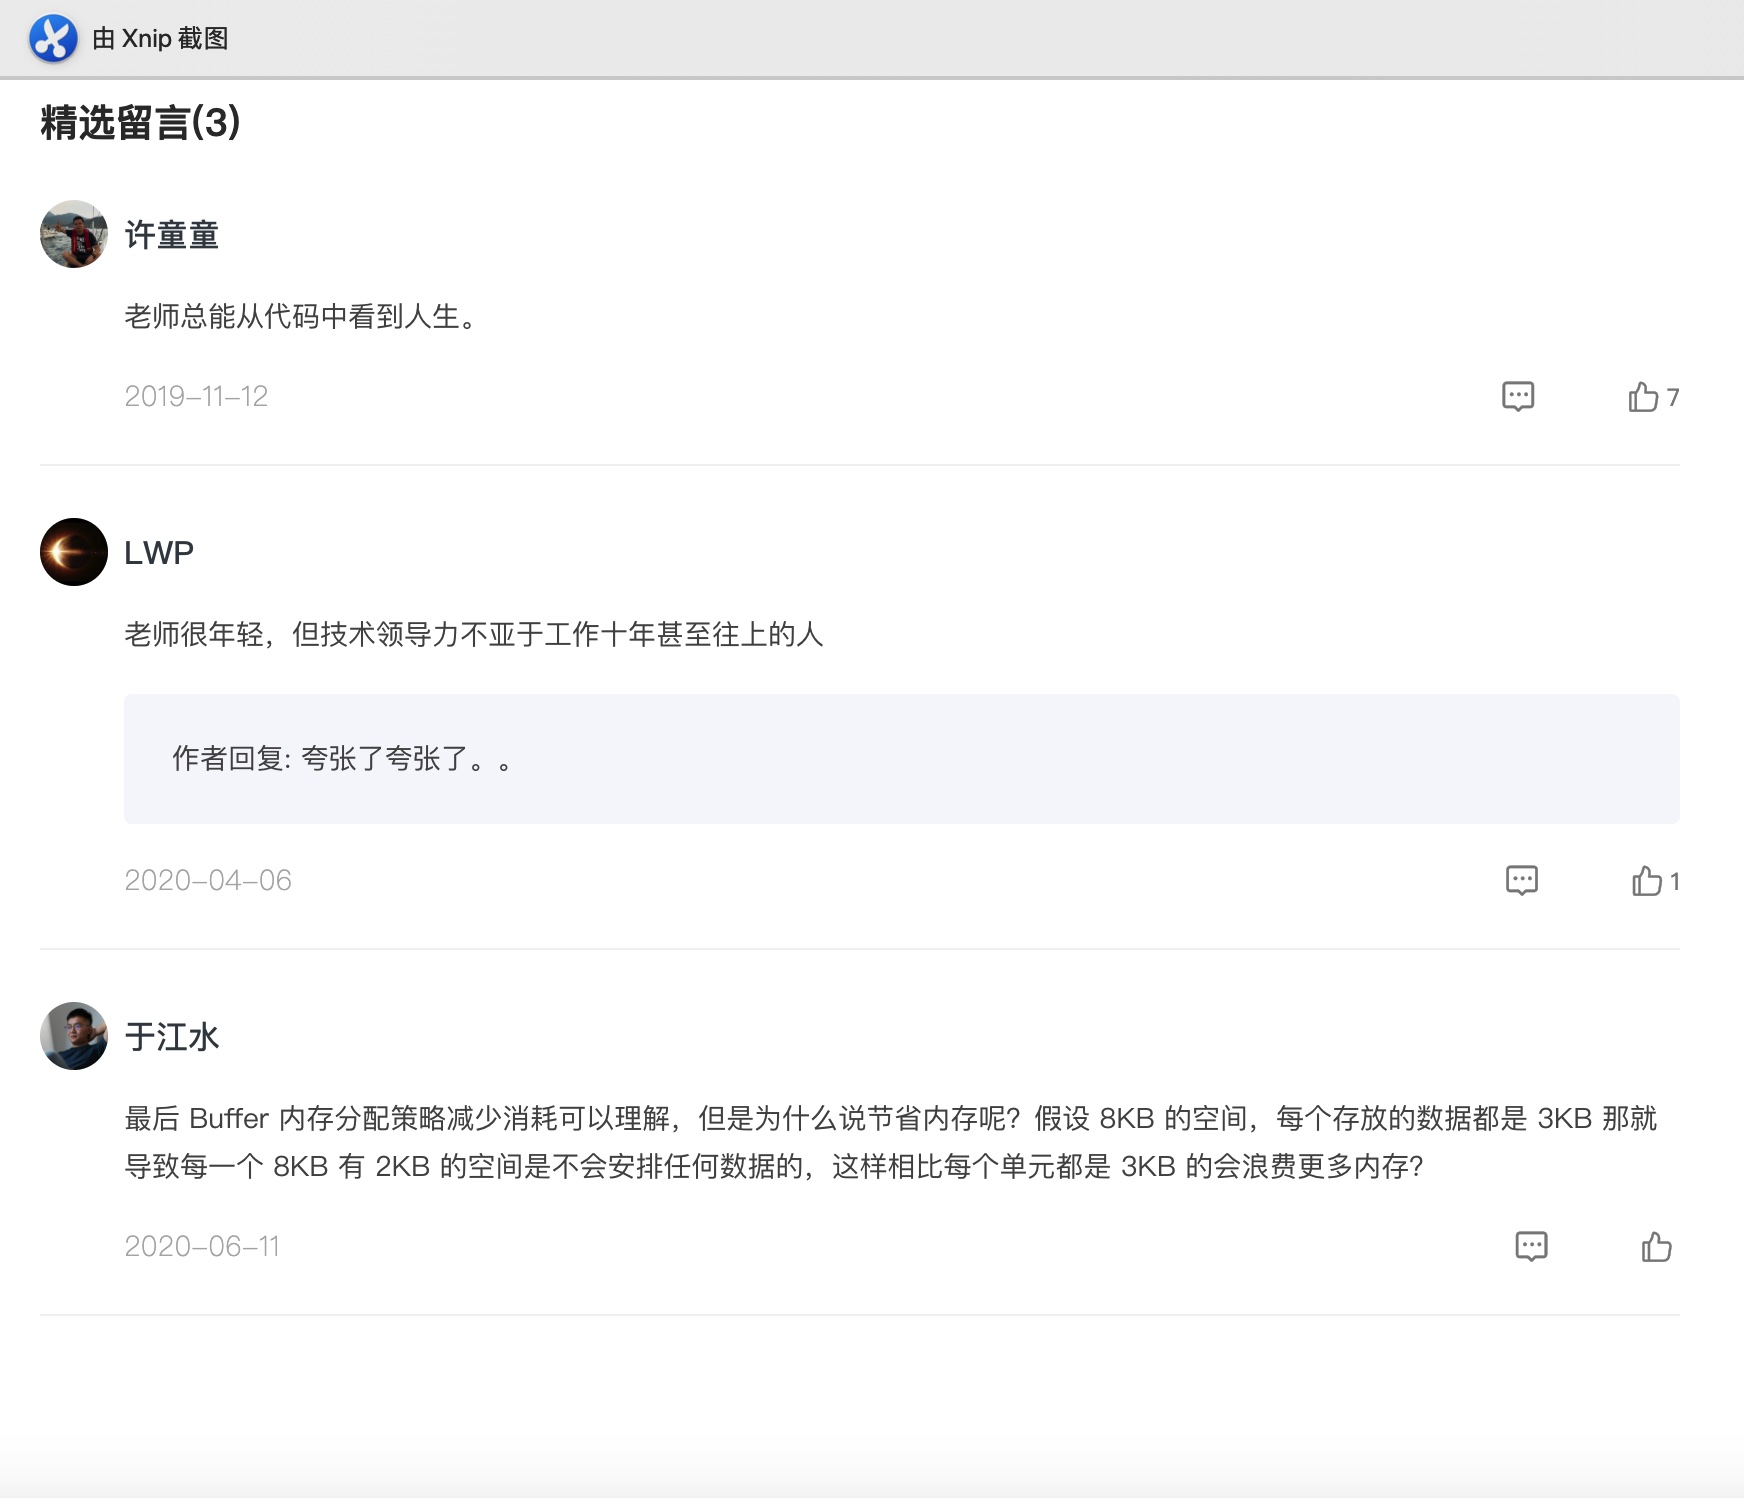 由 Xnip 截图
精选留言(3)
许童童
老师总能从代码中看到人生。
2019-11-12
7
LWP
老师很年轻，但技术领导力不亚于工作十年甚至往上的人
作者回复: 夸张了夸张了。。
2020-04-06
1
于江水
最后 Buffer 内存分配策略减少消耗可以理解，但是为什么说节省内存呢？假设 8KB 的空间，每个存放的数据都是 3KB 那就
导致每一个 8KB 有 2KB 的空间是不会安排任何数据的，这样相比每个单元都是 3KB 的会浪费更多内存？
2020-06-11